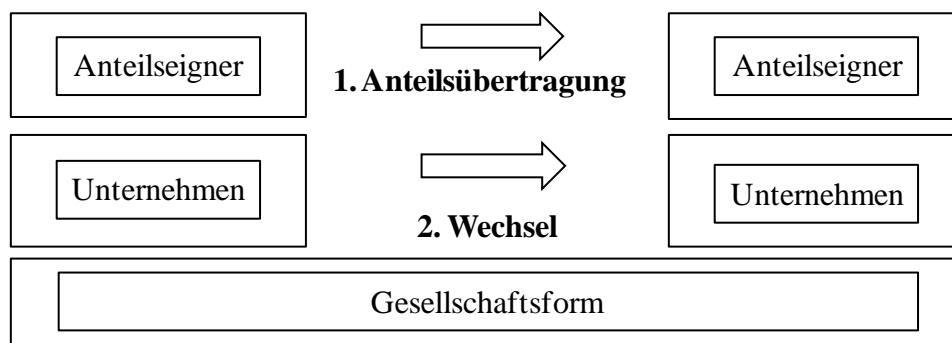 Anteilseigner
Anteilseigner
1. Anteilsübertragung
Unternehmen
Unternehmen
2. Wechsel
Gesellschaftsform